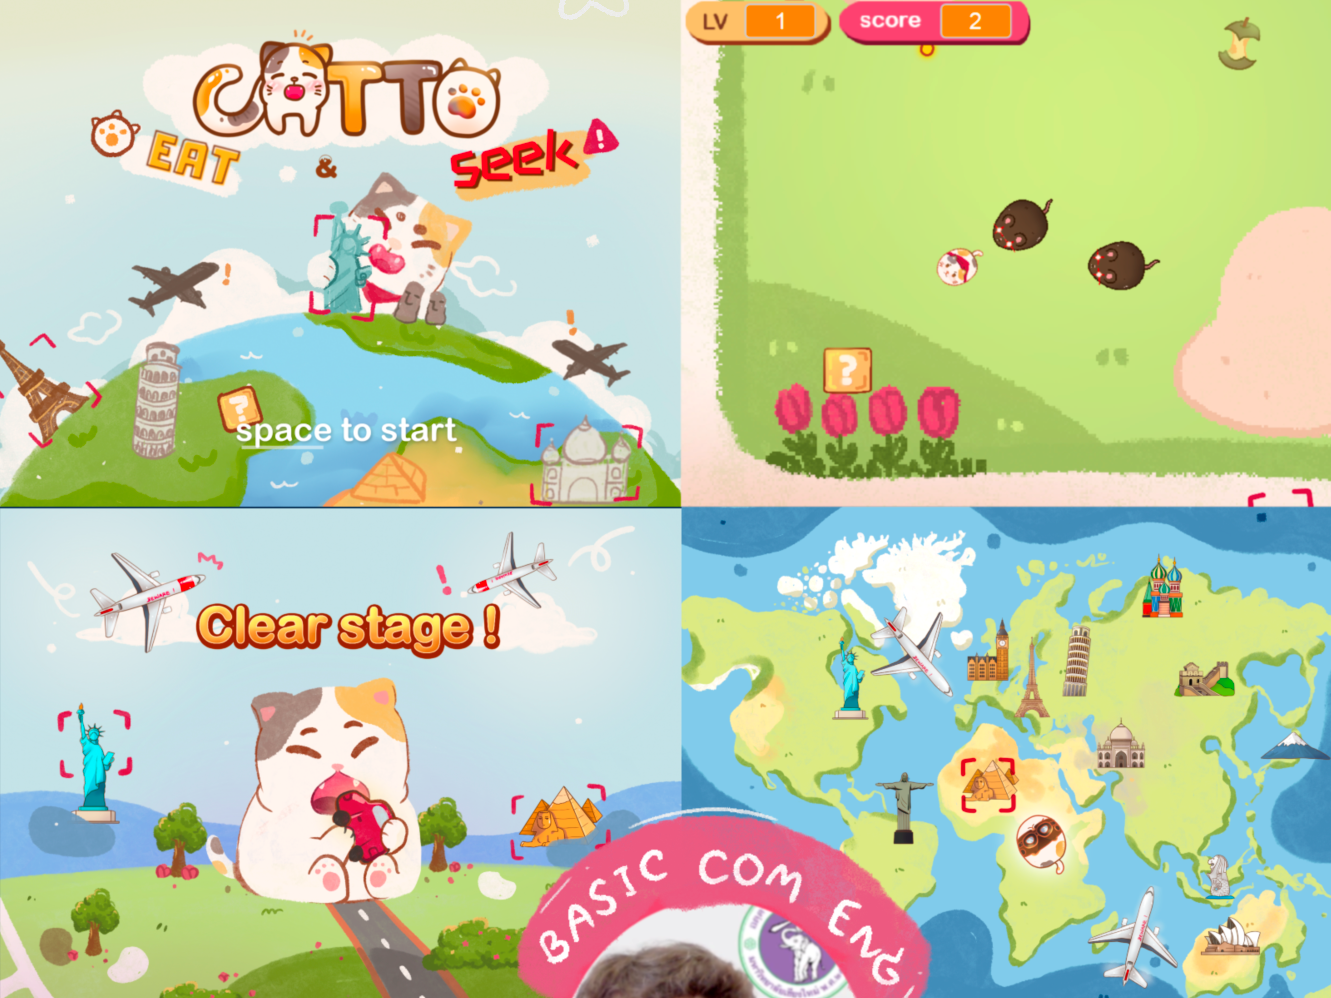 CATTO
EAT & seek !
space to start
LV 1 score 2
?
?
Clear stage !
BASIC COM ENG